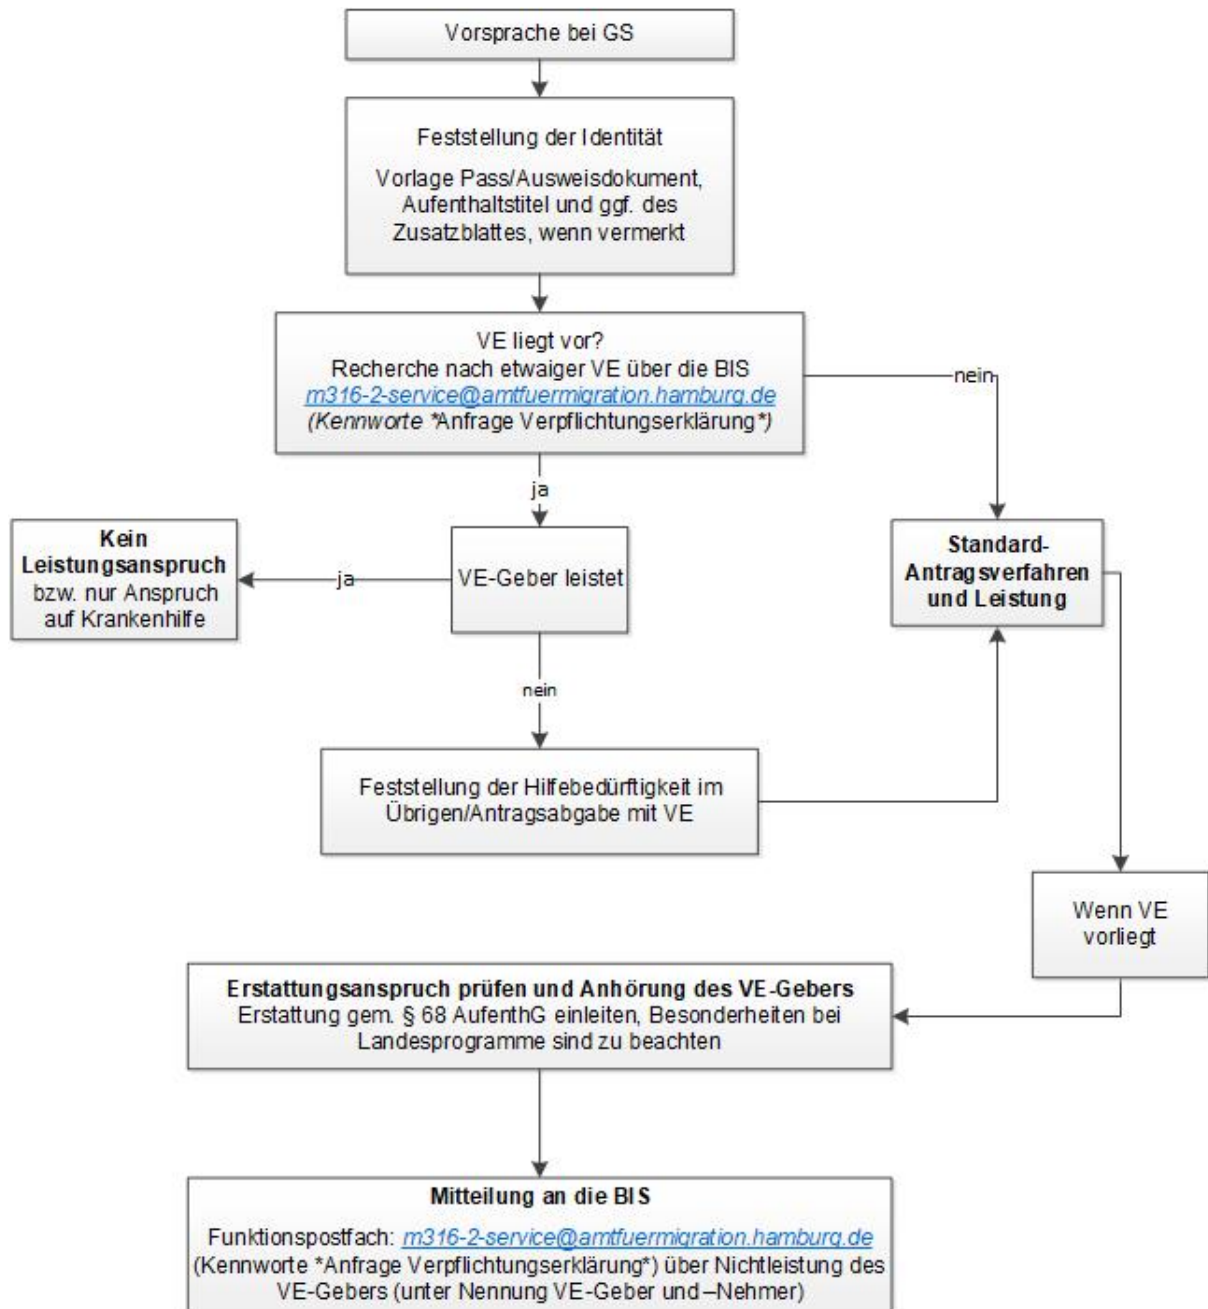 Vorsprache bei GS
Feststellung der Identität
Vorlage Pass/Ausweisdokument,
Aufenthaltstitel und ggf. des
Zusatzblattes, wenn vermerkt
VE liegt vor?
Recherche nach etwaiger VE über die BIS
m316-2-service@amtfuermigration.hamburg.de
(Kennworte *Anfrage Verpflichtungserklärung*)
nein
ja
Kein
Leistungsanspruch
bzw. nur Anspruch
auf Krankenhilfe
ja
VE-Geber leistet
Standard-
Antragsverfahren
und Leistung
nein
Feststellung der Hilfebedürftigkeit im
Übrigen/Antragsabgabe mit VE
Wenn VE
vorliegt
Erstattungsanspruch prüfen und Anhörung des VE-Gebers
Erstattung gem. § 68 AufenthG einleiten, Besonderheiten bei
Landesprogramme sind zu beachten
Mitteilung an die BIS
Funktionspostfach: m316-2-service@amtfuermigration.hamburg.de
(Kennworte *Anfrage Verpflichtungserklärung*) über Nichtleistung des
VE-Gebers (unter Nennung VE-Geber und –Nehmer)